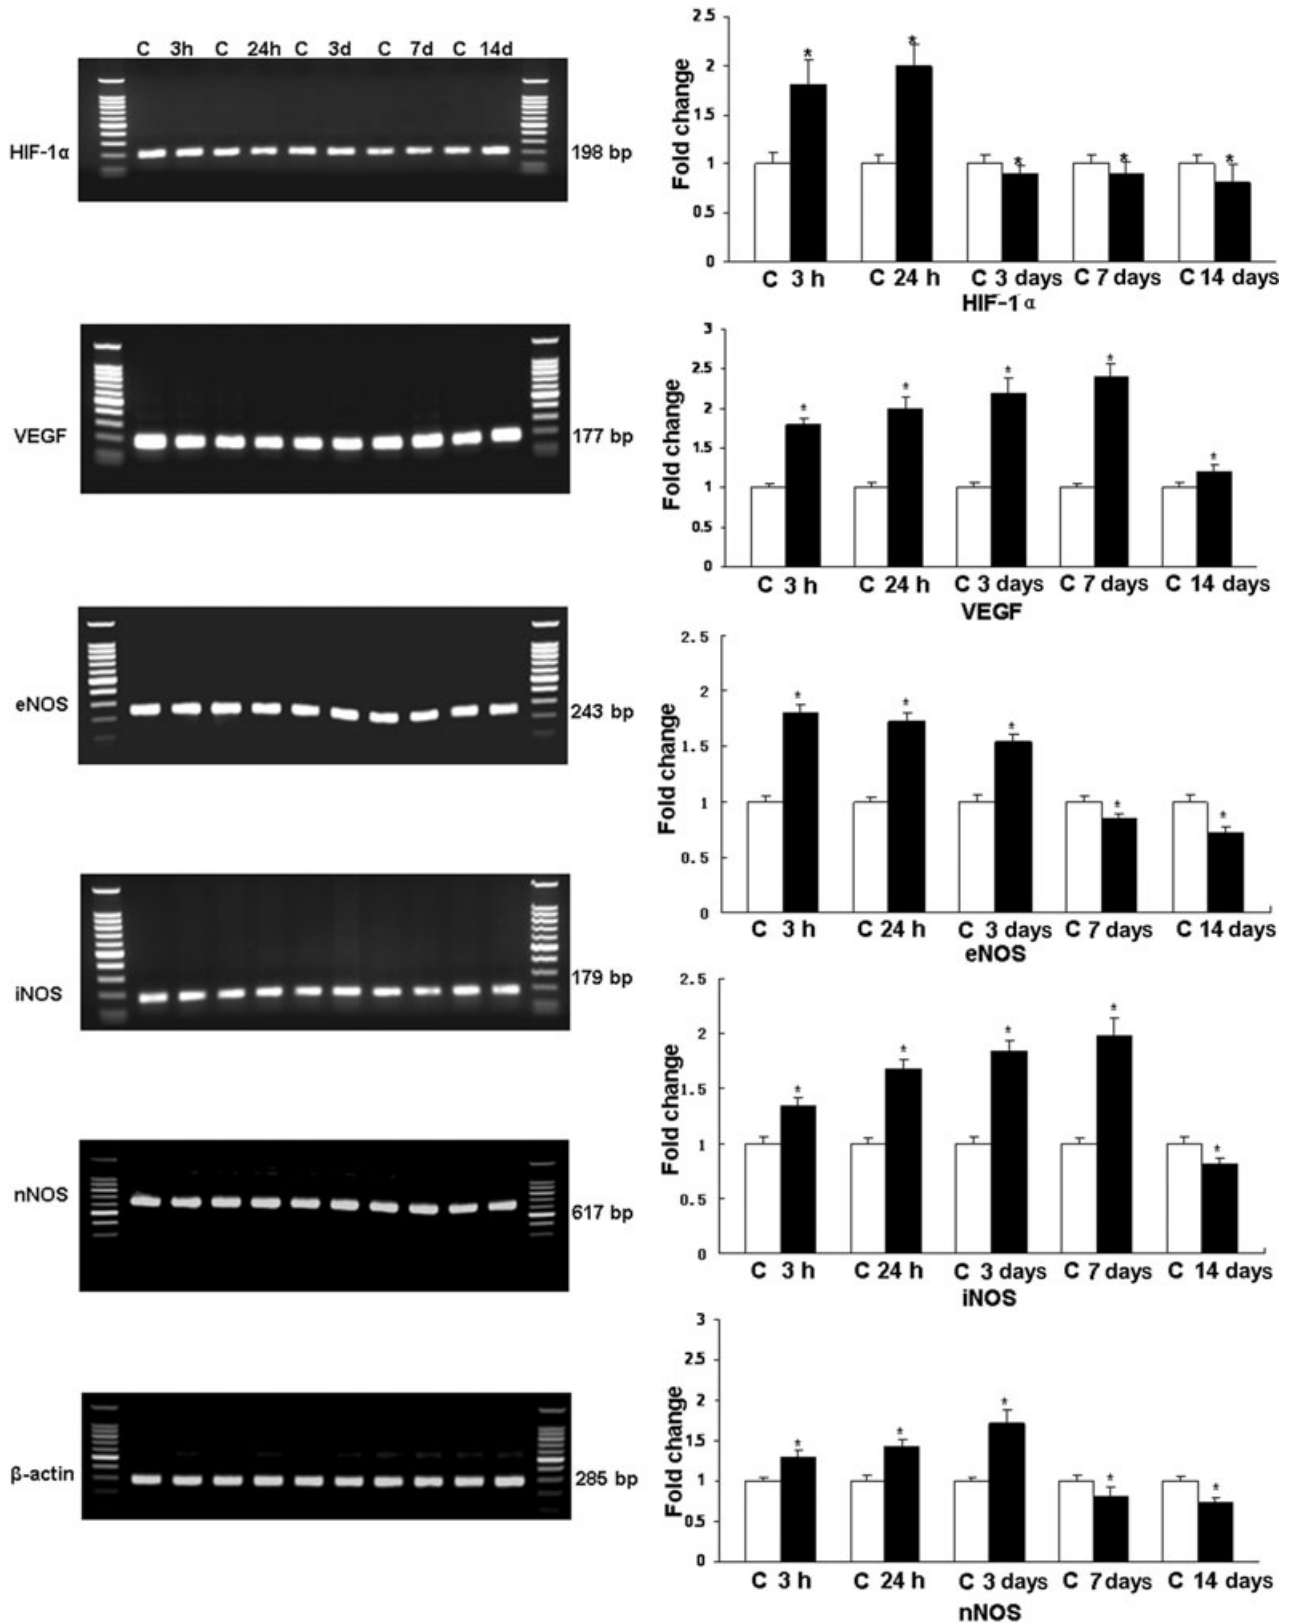 C 3h C 24h C 3d C 7d C 14d
HIF-1α
198 bp
2.5
2
1.5
1
0.5
0
Fold change
*
*
*
*
*
C 3 h C 24 h C 3 days C 7 days C 14 days
HIF-1α
VEGF
177 bp
3
2.5
2
1.5
1
0.5
0
Fold change
*
*
*
*
*
C 3 h C 24 h C 3 days C 7 days C 14 days
VEGF
eNOS
243 bp
2.5
2
1.5
1
0.5
0
Fold change
*
*
*
*
*
C 3 h C 24 h C 3 days C 7 days C 14 days
eNOS
iNOS
179 bp
2.5
2
1.5
1
0.5
0
Fold change
*
*
*
*
*
C 3 h C 24 h C 3 days C 7 days C 14 days
iNOS
nNOS
617 bp
3
2.5
2
1.5
1
0.5
0
Fold change
*
*
*
*
*
C 3 h C 24 h C 3 days C 7 days C 14 days
nNOS
β-actin
285 bp